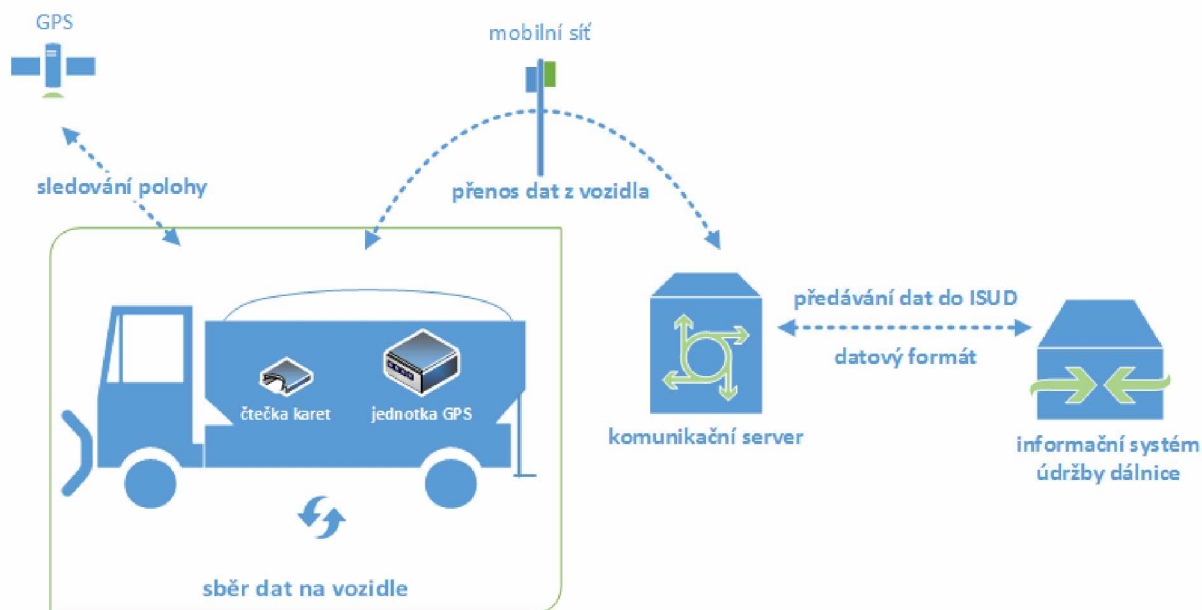 GPS
mobilní síť
sledování polohy
přenos dat z vozidla
předávání dat do ISUD
datový formát
čtečka karet
jednotka GPS
komunikační server
informační systém
údržby dálnice
sběr dat na vozidle